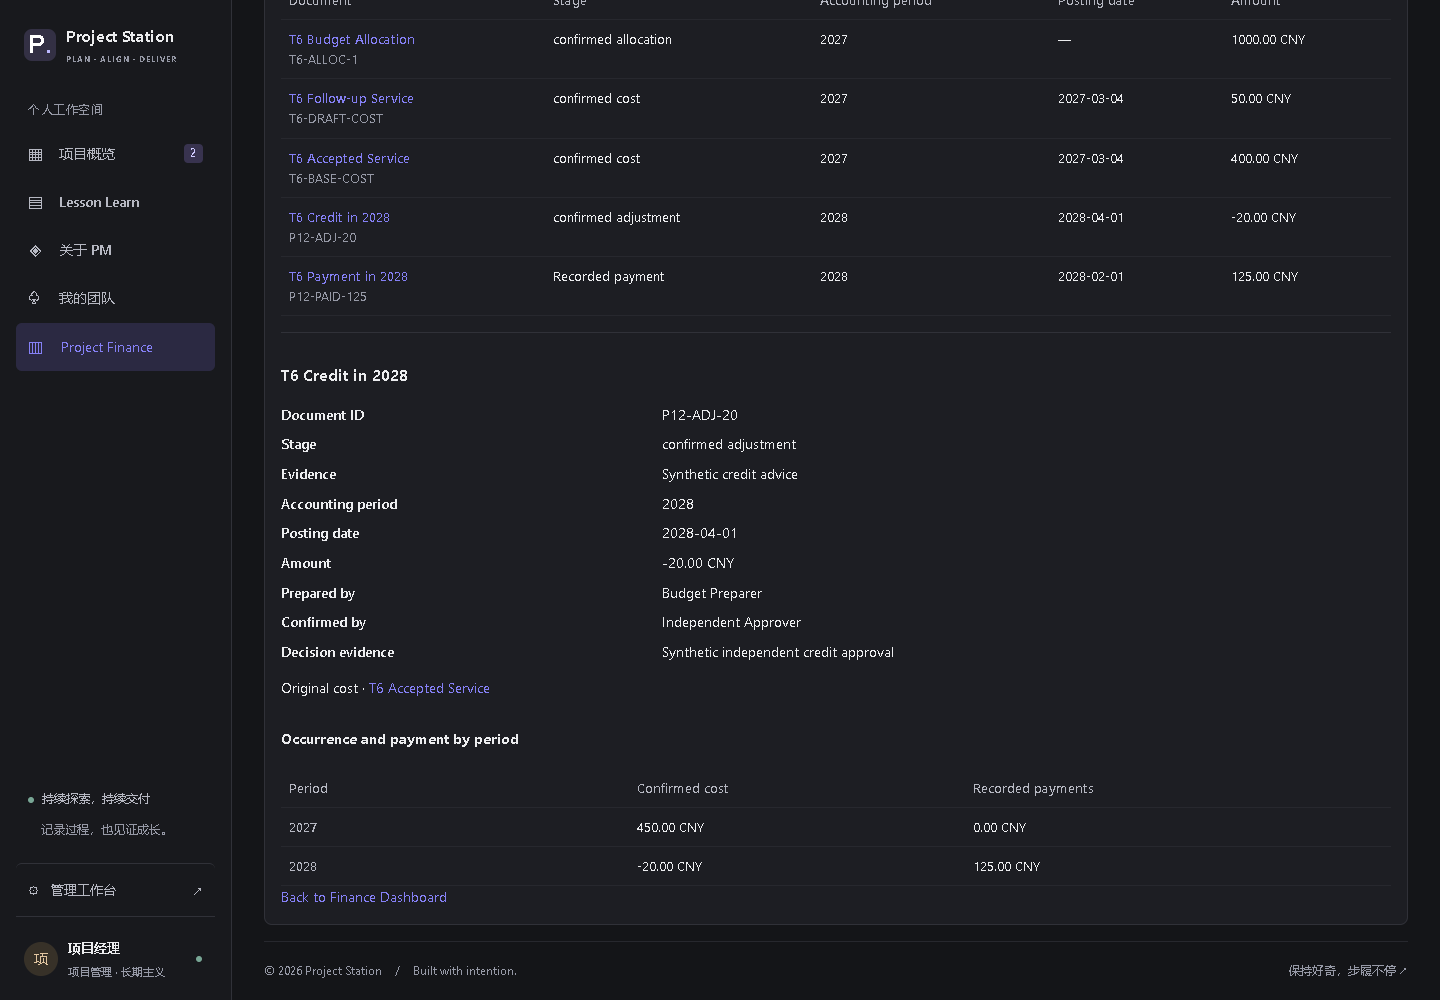 P.
Project Station
PLAN · ALIGN · DELIVER
个人工作空间
项目概览 2
Lesson Learn
关于 PM
我的团队
Project Finance
持续探索，持续交付
记录过程，也见证成长。
管理工作台 ↗
项
项目经理
项目管理 · 长期主义
Document Stage Accounting period Posting date Amount
T6 Budget Allocation confirmed allocation 2027 — 1000.00 CNY
T6-ALLOC-1
T6 Follow-up Service confirmed cost 2027 2027-03-04 50.00 CNY
T6-DRAFT-COST
T6 Accepted Service confirmed cost 2027 2027-03-04 400.00 CNY
T6-BASE-COST
T6 Credit in 2028 confirmed adjustment 2028 2028-04-01 -20.00 CNY
P12-ADJ-20
T6 Payment in 2028 Recorded payment 2028 2028-02-01 125.00 CNY
P12-PAID-125
T6 Credit in 2028
Document ID P12-ADJ-20
Stage confirmed adjustment
Evidence Synthetic credit advice
Accounting period 2028
Posting date 2028-04-01
Amount -20.00 CNY
Prepared by Budget Preparer
Confirmed by Independent Approver
Decision evidence Synthetic independent credit approval
Original cost · T6 Accepted Service
Occurrence and payment by period
Period Confirmed cost Recorded payments
2027 450.00 CNY 0.00 CNY
2028 -20.00 CNY 125.00 CNY
Back to Finance Dashboard
© 2026 Project Station / Built with intention.
保持好奇，步履不停 ↗